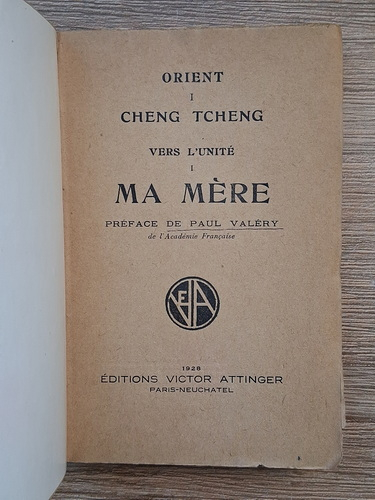 ORIENT
I
CHENG TCHENG
VERS L'UNITÉ
I
MA MÈRE
PRÉFACE DE PAUL VALÉRY
de l'Académie Française
VEA
1928
ÉDITIONS VICTOR ATTINGER
PARIS-NEUCHATEL